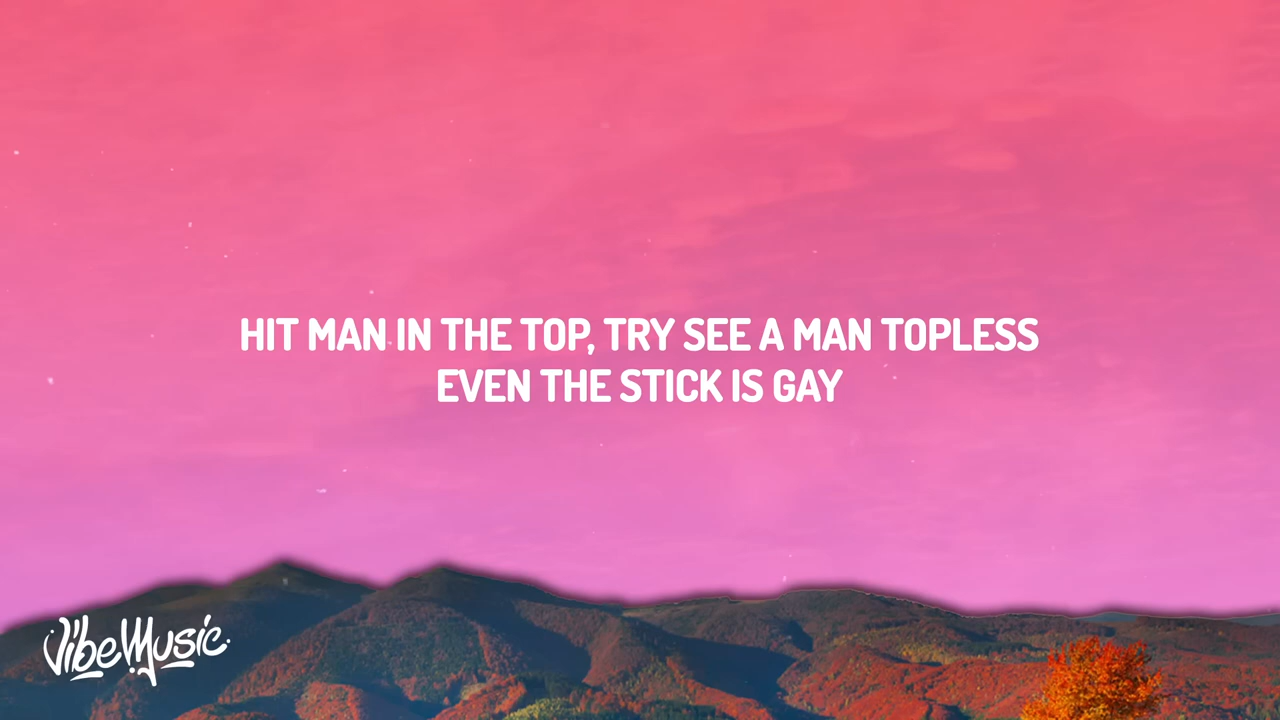 HIT MAN IN THE TOP, TRY SEE A MAN TOPLESS
EVEN THE STICK IS GAY
VibeMusic